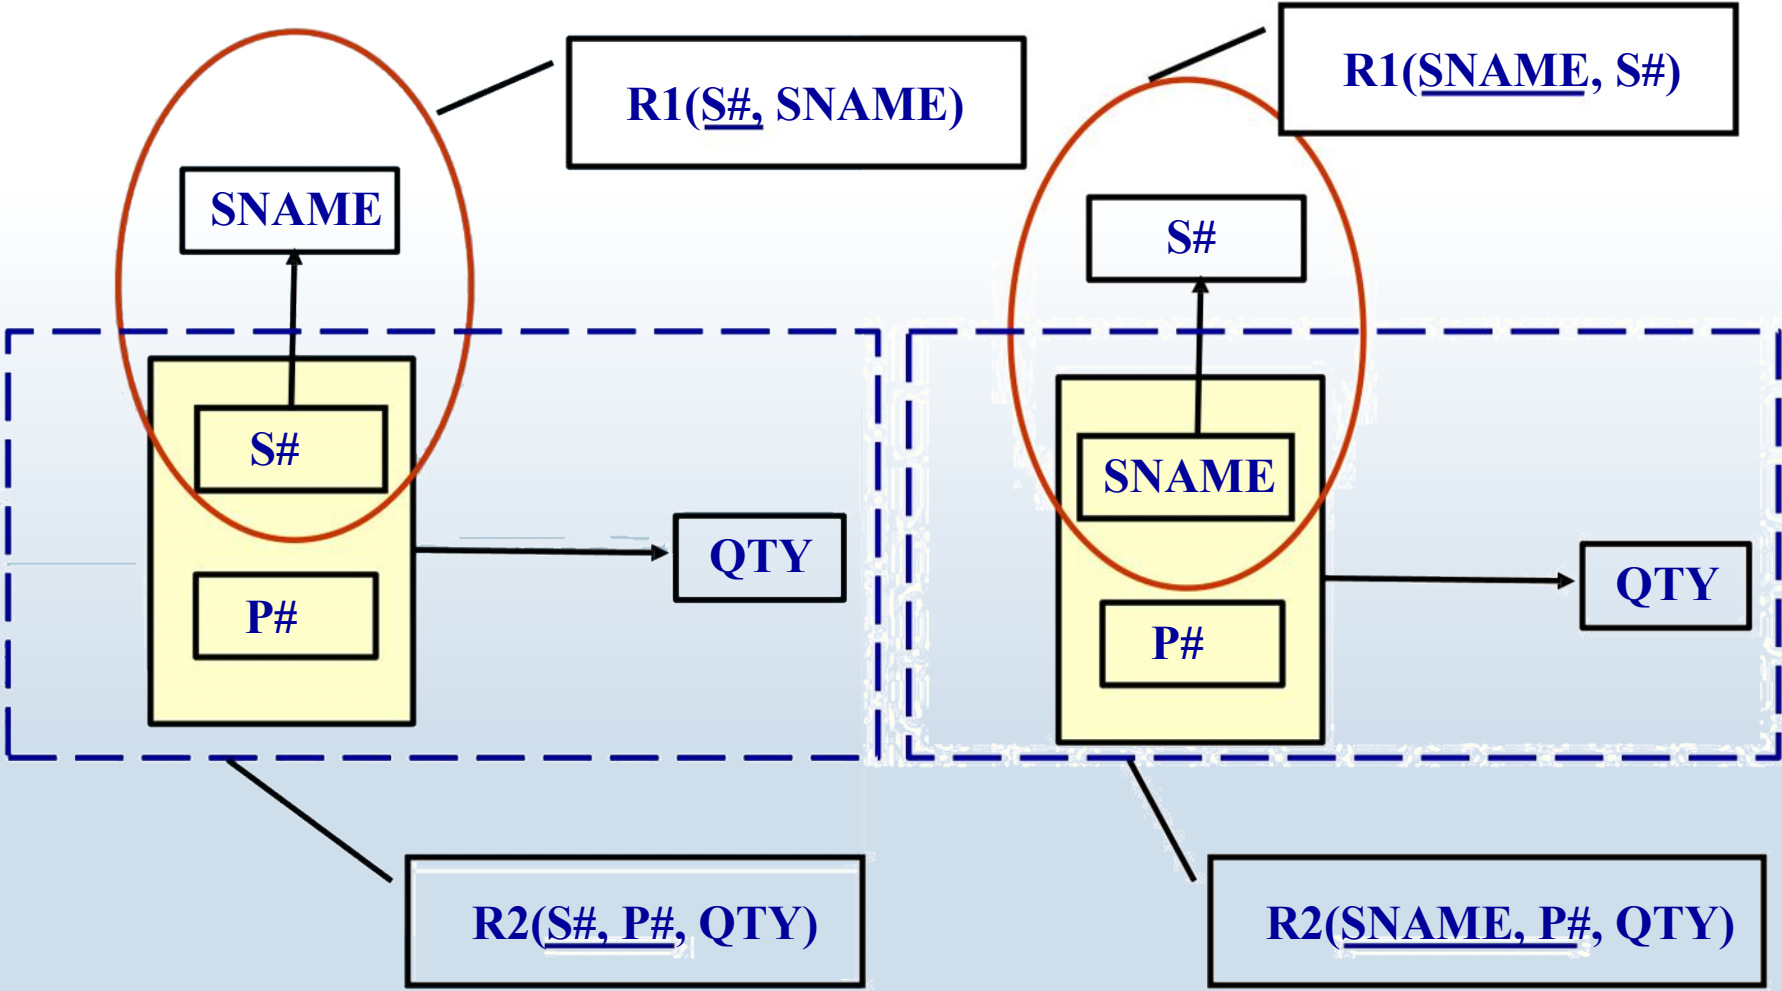 R1(S#, SNAME)
SNAME
S#
P#
QTY
R2(S#, P#, QTY)
R1(SNAME, S#)
S#
SNAME
P#
QTY
R2(SNAME, P#, QTY)